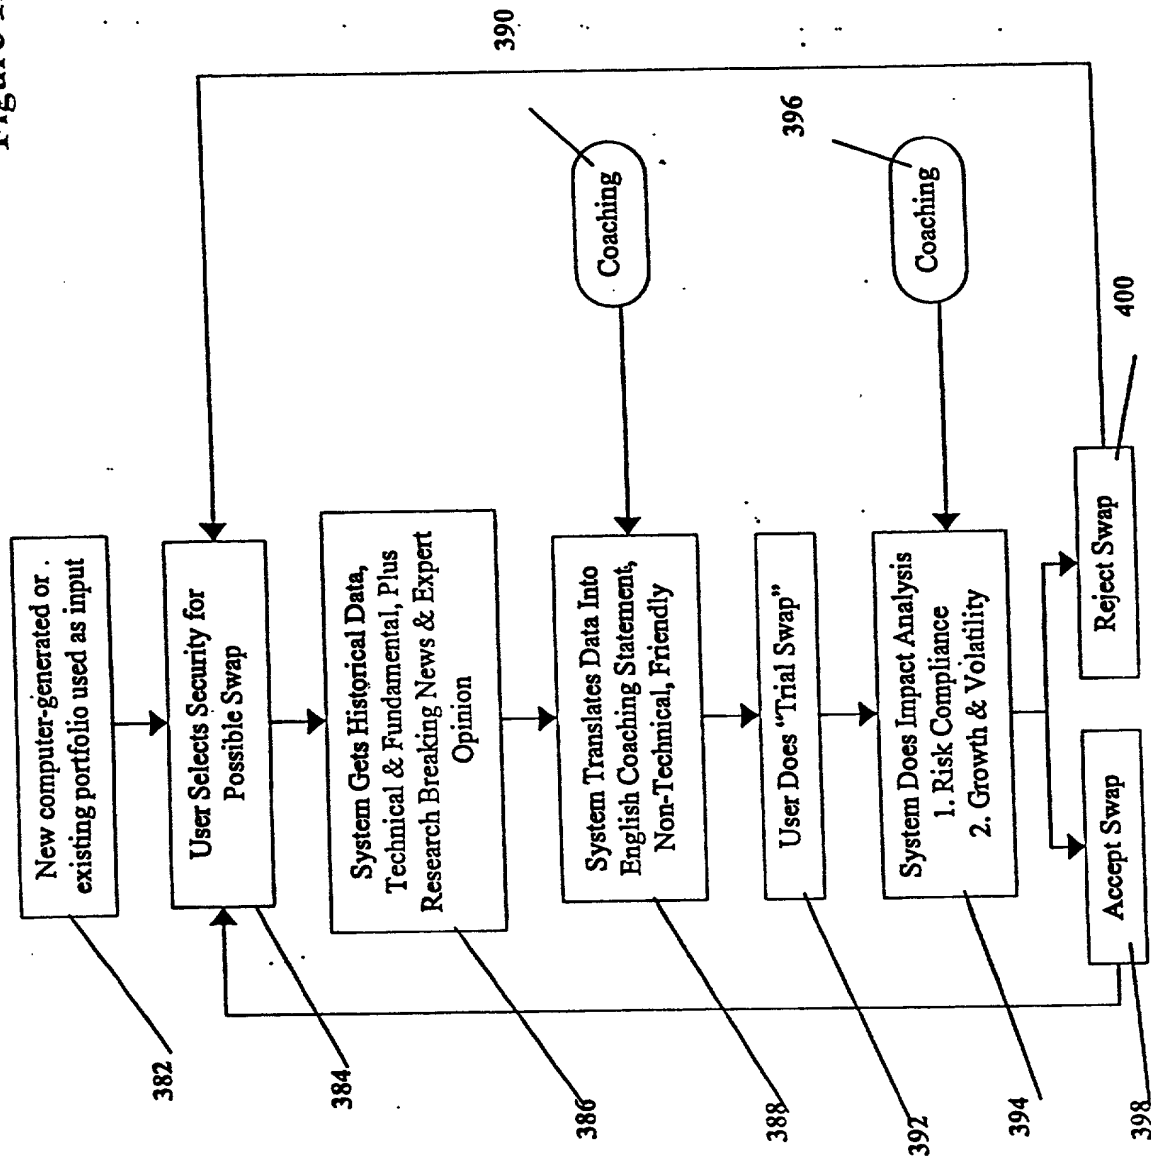 Figure 1
New computer-generated or
existing portfolio used as input
382
User Selects Security for
Possible Swap
384
System Gets Historical Data,
Technical & Fundamental, Plus
Research Breaking News & Expert
Opinion
386
System Translates Data Into
English Coaching Statement,
Non-Technical, Friendly
388
Coaching
390
User Does "Trial Swap"
392
System Does Impact Analysis
1. Risk Compliance
2. Growth & Volatility
394
Coaching
396
Accept Swap
398
Reject Swap
400